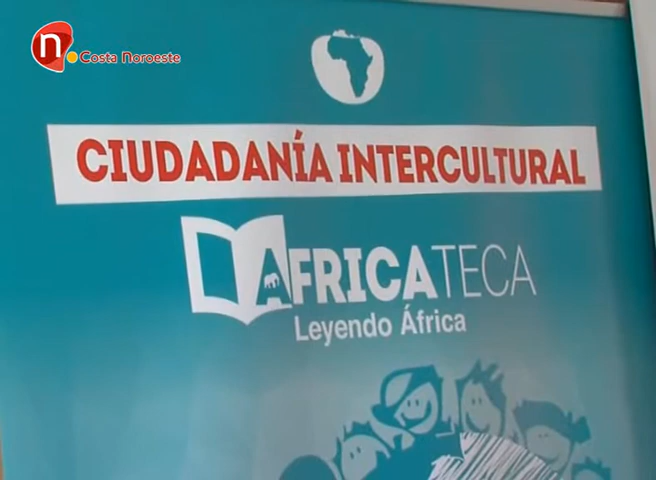 n
Costa Noroeste
CIUDADANÍA INTERCULTURAL
AFRICATECA
Leyendo África